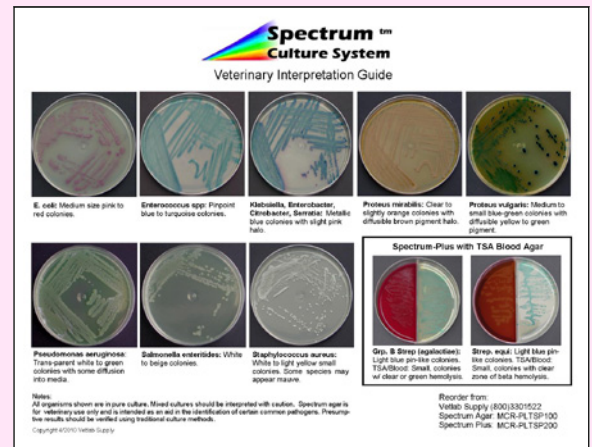 Spectrum ™
Culture System
Veterinary Interpretation Guide
E. coli: Medium size pink to
red colonies.
Enterococcus spp: Pinpoint
blue to turquoise colonies.
Klebsiella, Enterobacter,
Citrobacter, Serratia: Metallic
blue colonies with slight pink
halo.
Proteus mirabilis: Clear to
slightly orange colonies with
diffusible brown pigment halo.
Proteus vulgaris: Medium to
small blue-green colonies with
diffusible yellow to green
pigment.
Pseudomonas aeruginosa:
Trans-parent white to green
colonies with some diffusion
into media.
Salmonella enteritides: White
to beige colonies.
Staphylococcus aureus:
White to light yellow small
colonies. Some species may
appear mauve.
Spectrum-Plus with TSA Blood Agar
Grp. B Strep (agalactiae):
Light blue pin-like colonies.
TSA/Blood: Small, colonies
w/ clear or green hemolysis.
Strep. equi: Light blue pin-
like colonies. TSA/Blood:
Small, colonies with clear
zone of beta hemolysis.
Notes:
All organisms shown are in pure culture. Mixed cultures should be interpreted with caution. Spectrum agar is
for veterinary use only and is intended as an aid in the identification of certain common pathogens. Presump-
tive results should be verified using traditional culture methods.
Copyright 4/2010 Vetlab Supply
Reorder from:
Vetlab Supply (800)3301522
Spectrum Agar: MCR-PLTSP100
Spectrum Plus: MCR-PLTSP200